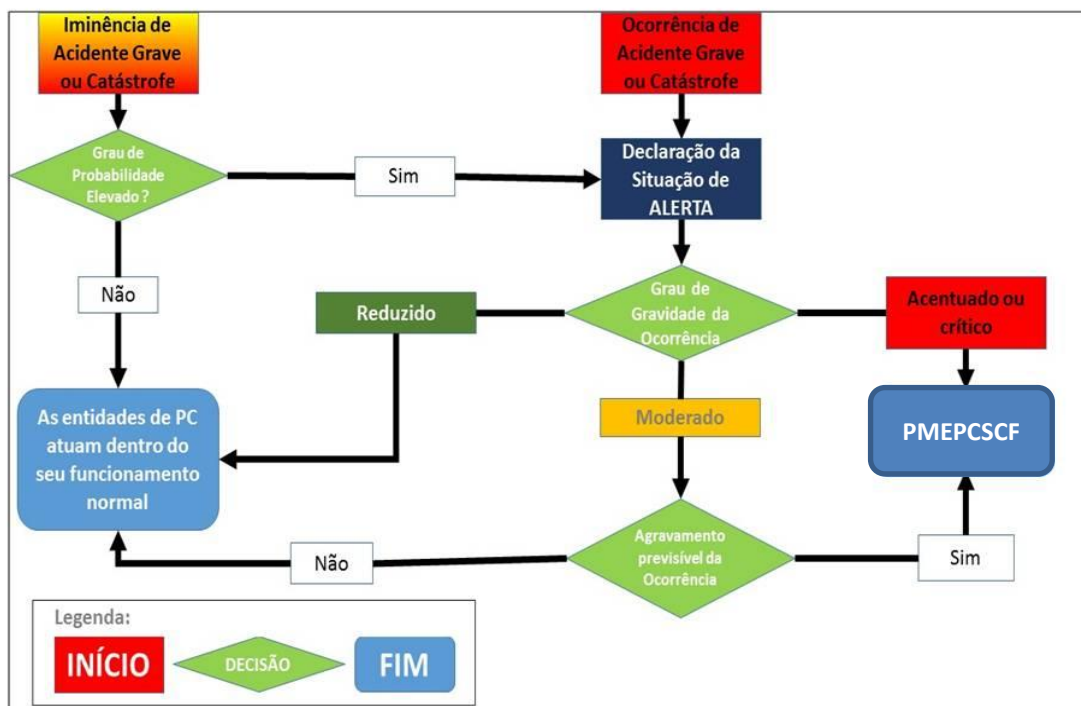 Iminência de
Acidente Grave
ou Catástrofe
Ocorrência de
Acidente Grave
ou Catástrofe
Grau de
Probabilidade
Elevado ?
Sim
Declaração da
Situação de
ALERTA
Não
Reduzido
Grau de
Gravidade da
Ocorrência
Acentuado ou
crítico
As entidades de PC
atuam dentro do
seu funcionamento
normal
Moderado
PMEPCSCF
Não
Agravamento
previsível da
Ocorrência
Sim
Legenda:
INÍCIO
DECISÃO
FIM